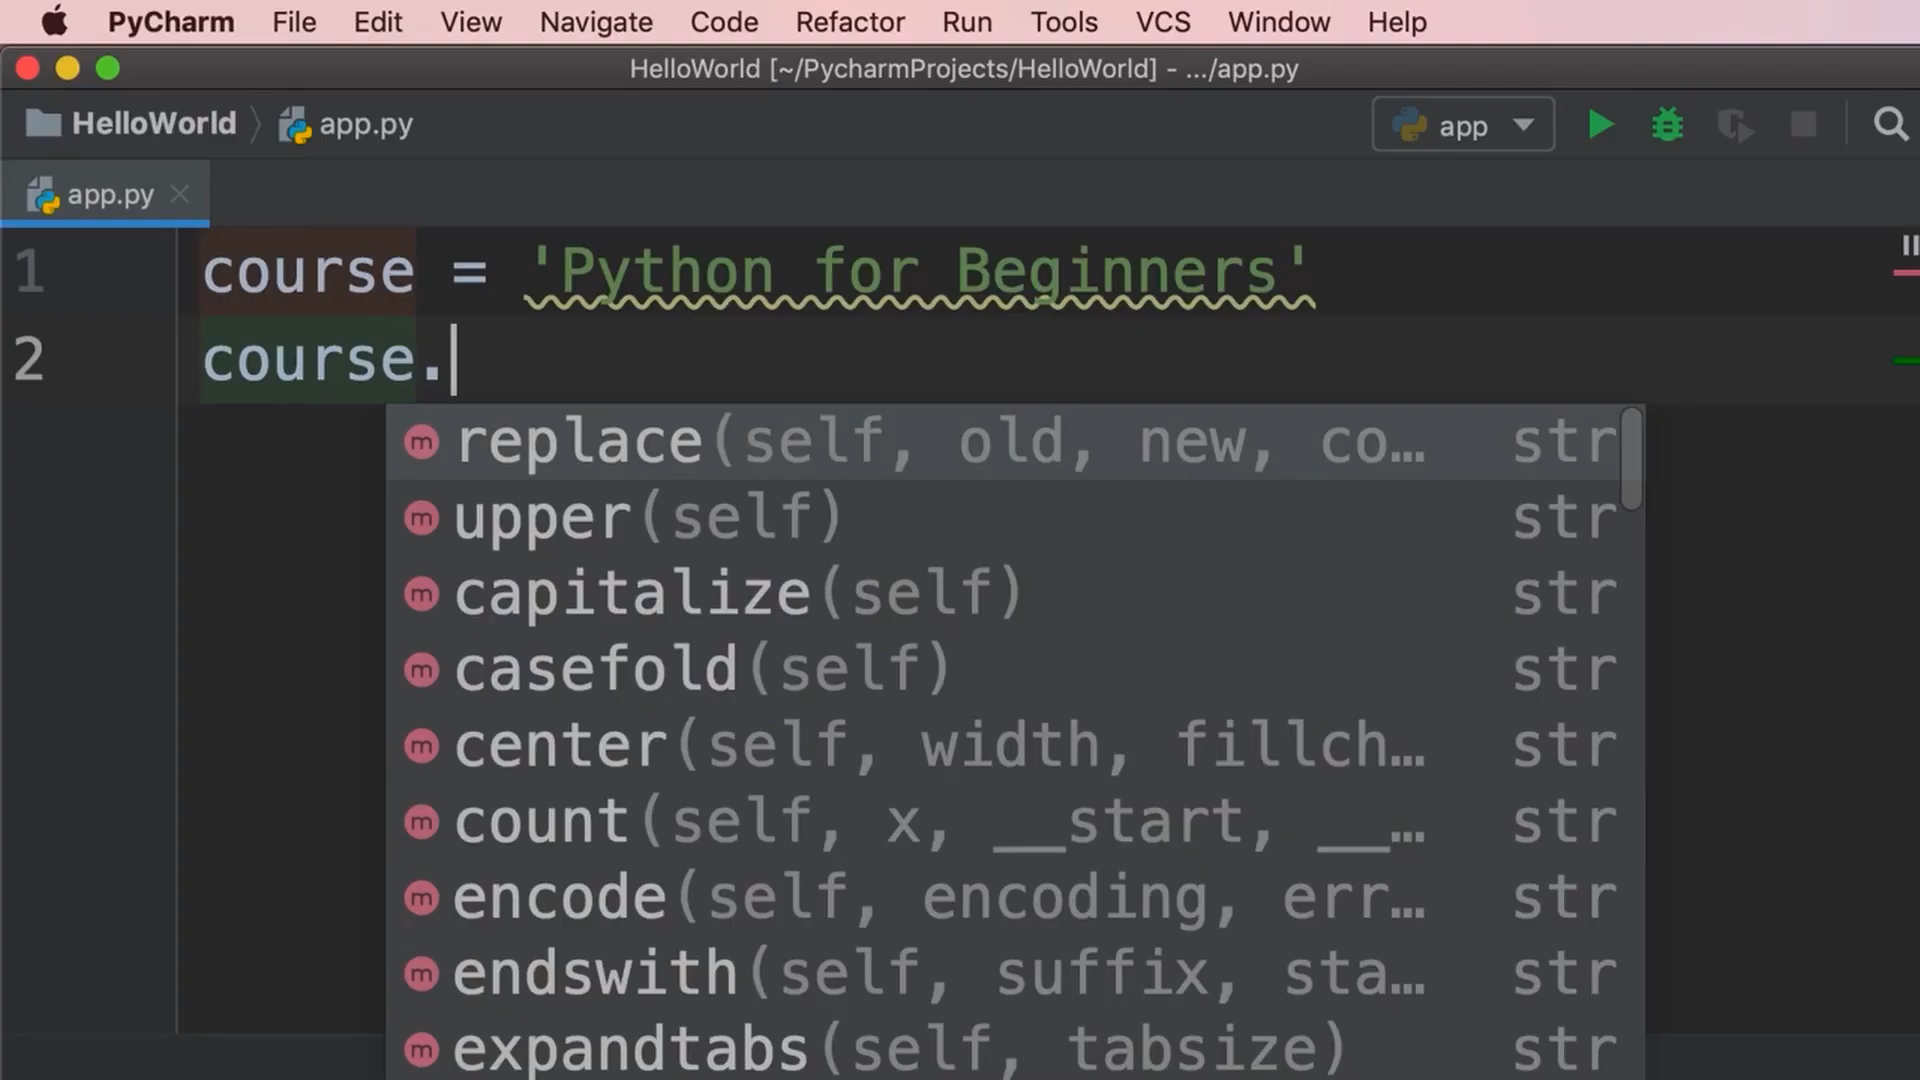 PyCharm File Edit View Navigate Code Refactor Run Tools VCS Window Help
HelloWorld [~/PycharmProjects/HelloWorld] - .../app.py
HelloWorld app.py app
app.py
1 course = 'Python for Beginners'
2 course.
m replace(self, old, new, co… str
m upper(self) str
m capitalize(self) str
m casefold(self) str
m center(self, width, fillch… str
m count(self, x, __start, __… str
m encode(self, encoding, err… str
m endswith(self, suffix, sta… str
m expandtabs(self, tabsize) str